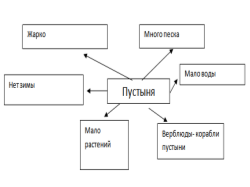 Жарко
Много песка
Мало воды
Нет зимы
Пустыня
Мало
растений
Верблюды - корабли
пустыни